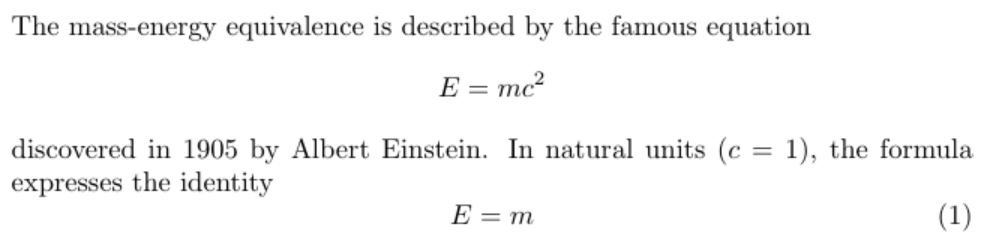 The mass-energy equivalence is described by the famous equation
E = mc²
discovered in 1905 by Albert Einstein. In natural units (c = 1), the formula
expresses the identity
E = m (1)